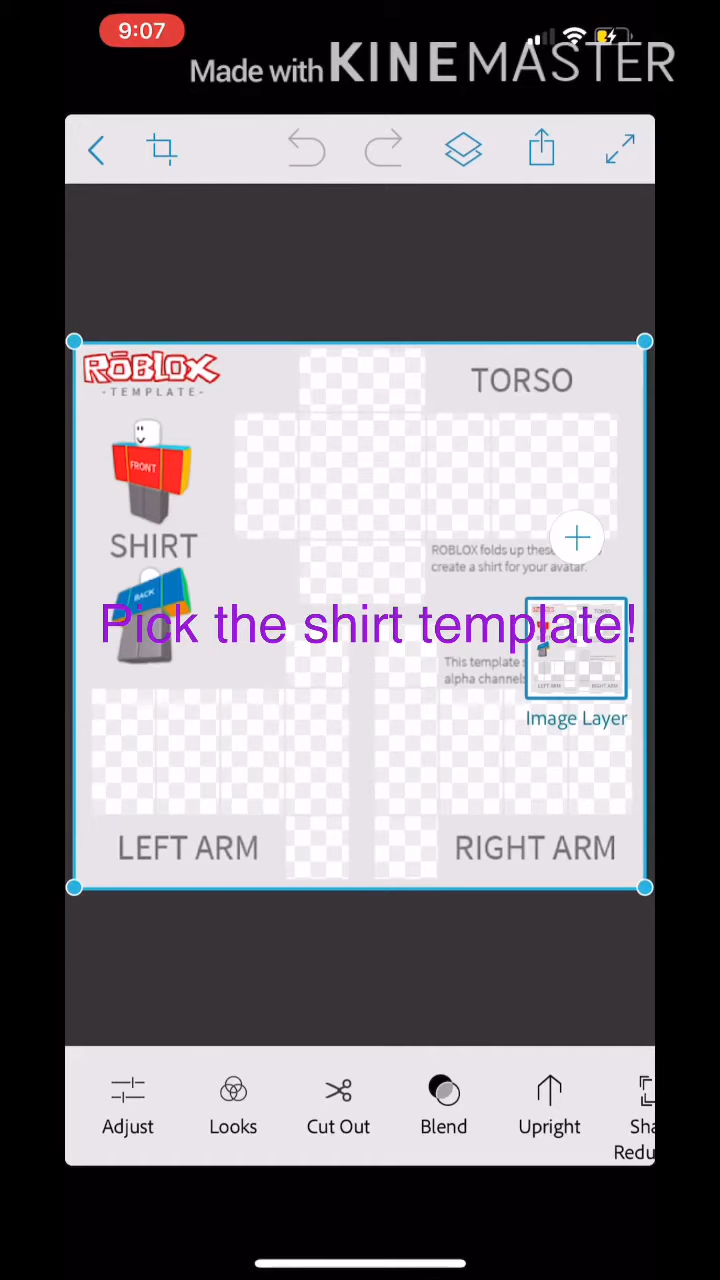 9:07
Made with KINEMASTER
ROBLOX
-TEMPLATE-
TORSO
FRONT
SHIRT
ROBLOX folds up these
create a shirt for your avatar.
BACK
Pick the shirt template!
This template
alpha channels
Image Layer
LEFT ARM
RIGHT ARM
Adjust
Looks
Cut Out
Blend
Upright